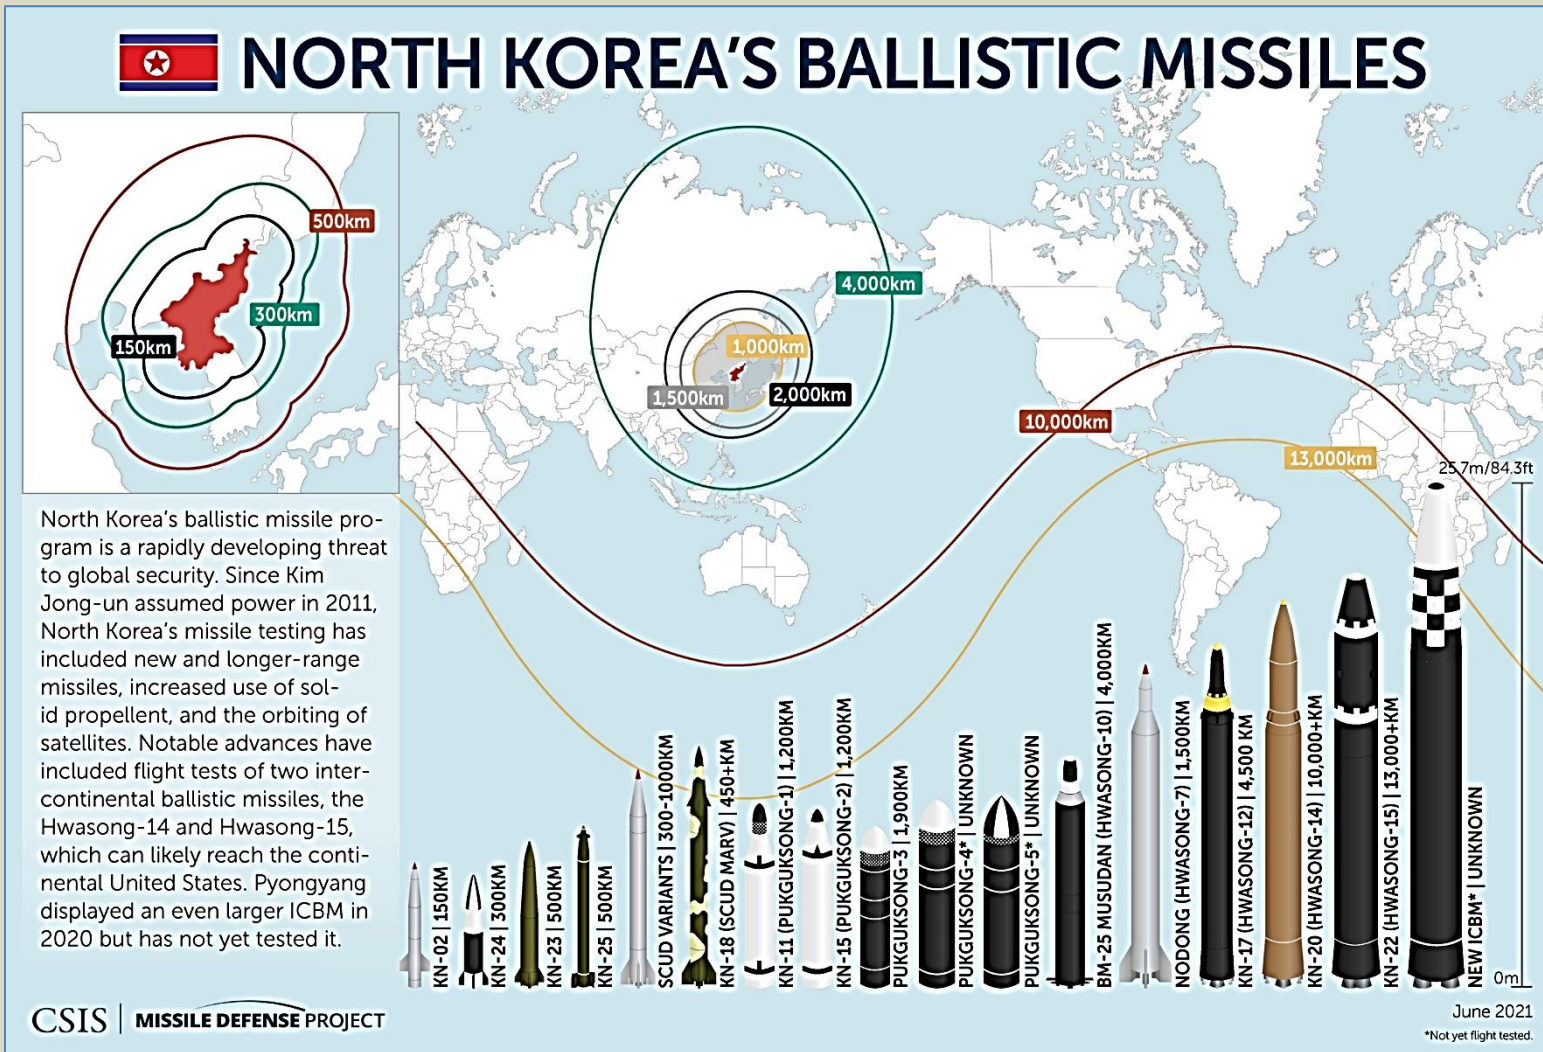 NORTH KOREA'S BALLISTIC MISSILES
500km
300km
150km
4,000km
1,000km
1,500km
2,000km
10,000km
13,000km
25.7m/84.3ft
North Korea's ballistic missile pro-
gram is a rapidly developing threat
to global security. Since Kim
Jong-un assumed power in 2011,
North Korea's missile testing has
included new and longer-range
missiles, increased use of sol-
id propellent, and the orbiting of
satellites. Notable advances have
included flight tests of two inter-
continental ballistic missiles, the
Hwasong-14 and Hwasong-15,
which can likely reach the conti-
nental United States. Pyongyang
displayed an even larger ICBM in
2020 but has not yet tested it.
KN-02 | 150KM
KN-24 | 300KM
KN-23 | 500KM
KN-25 | 500KM
SCUD VARIANTS | 300-1000KM
KN-18 (SCUD MARV) | 450+KM
KN-11 (PUKGUKSONG-1) | 1,200KM
KN-15 (PUKGUKSONG-2) | 1,200KM
PUKGUKSONG-3 | 1,900KM
PUKGUKSONG-4* | UNKNOWN
PUKGUKSONG-5* | UNKNOWN
BM-25 MUSUDAN (HWASONG-10) | 4,000KM
NODONG (HWASONG-7) | 1,500KM
KN-17 (HWASONG-12) | 4,500 KM
KN-20 (HWASONG-14) | 10,000+KM
KN-22 (HWASONG-15) | 13,000+KM
NEW ICBM* | UNKNOWN
0m
CSIS | MISSILE DEFENSE PROJECT
June 2021
*Not yet flight tested.